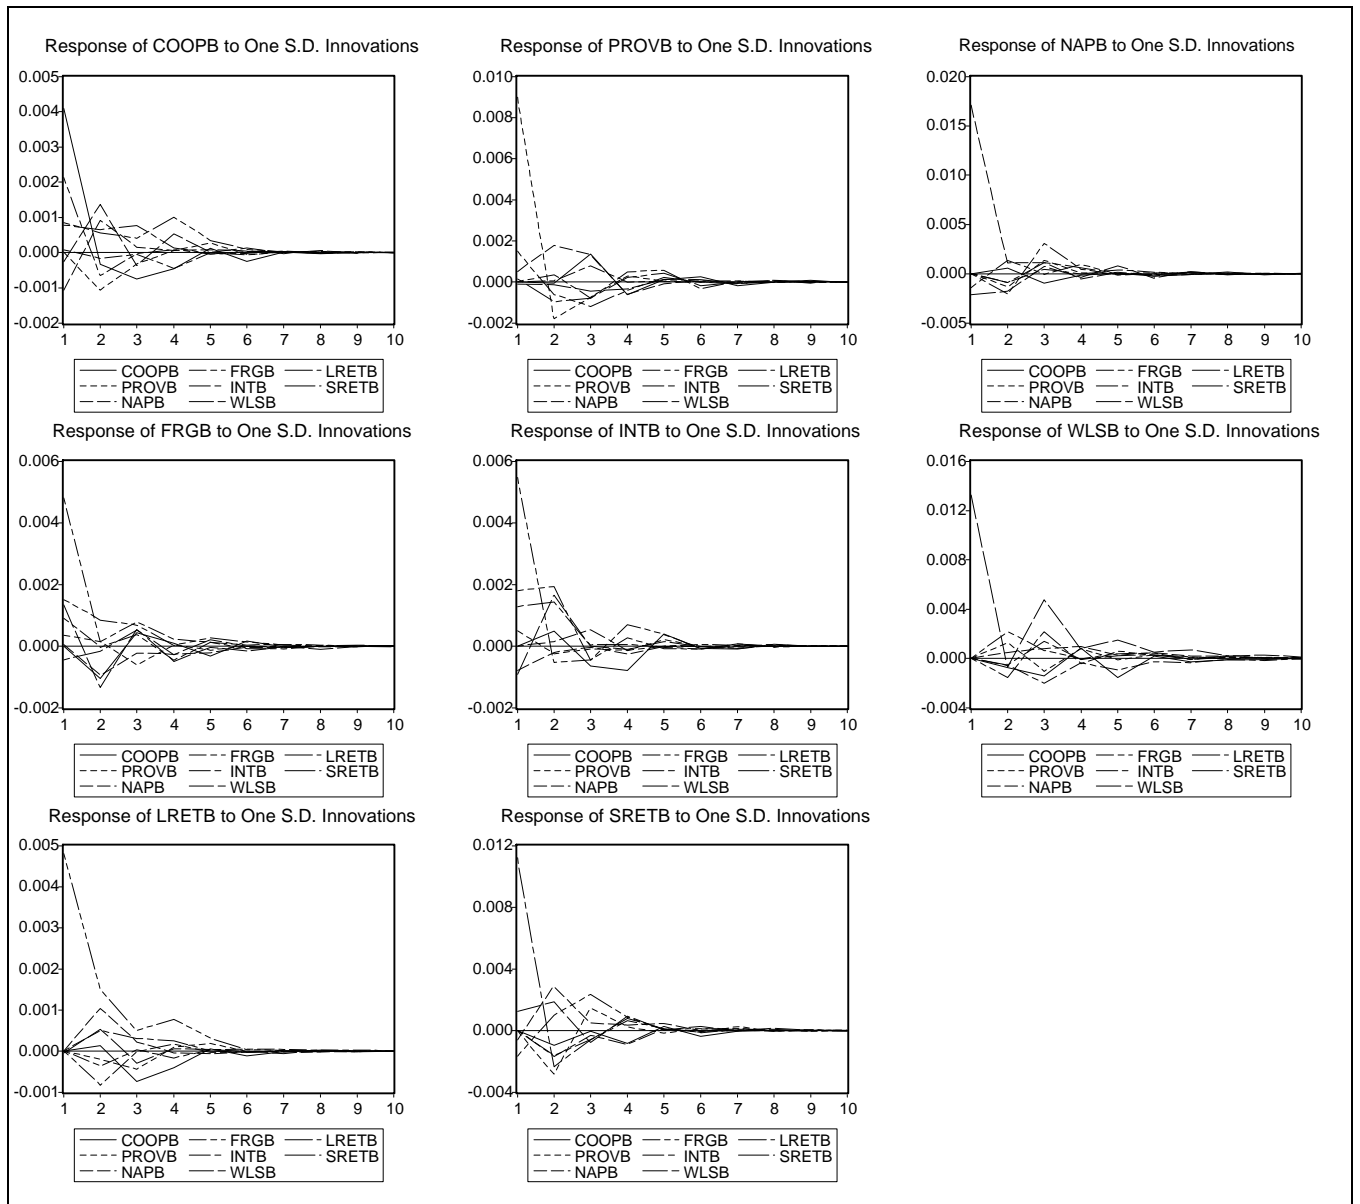 Response of COOPB to One S.D. Innovations
0.005
0.004
0.003
0.002
0.001
0.000
-0.001
-0.002
1 2 3 4 5 6 7 8 9 10
COOPB FRGB LRETB
PROVB INTB SRETB
NAPB WLSB
Response of PROVB to One S.D. Innovations
0.010
0.008
0.006
0.004
0.002
0.000
-0.002
1 2 3 4 5 6 7 8 9 10
COOPB FRGB LRETB
PROVB INTB SRETB
NAPB WLSB
Response of NAPB to One S.D. Innovations
0.020
0.015
0.010
0.005
0.000
-0.005
1 2 3 4 5 6 7 8 9 10
COOPB FRGB LRETB
PROVB INTB SRETB
NAPB WLSB
Response of FRGB to One S.D. Innovations
0.006
0.004
0.002
0.000
-0.002
1 2 3 4 5 6 7 8 9 10
COOPB FRGB LRETB
PROVB INTB SRETB
NAPB WLSB
Response of INTB to One S.D. Innovations
0.006
0.004
0.002
0.000
-0.002
1 2 3 4 5 6 7 8 9 10
COOPB FRGB LRETB
PROVB INTB SRETB
NAPB WLSB
Response of WLSB to One S.D. Innovations
0.016
0.012
0.008
0.004
0.000
-0.004
1 2 3 4 5 6 7 8 9 10
COOPB FRGB LRETB
PROVB INTB SRETB
NAPB WLSB
Response of LRETB to One S.D. Innovations
0.005
0.004
0.003
0.002
0.001
0.000
-0.001
1 2 3 4 5 6 7 8 9 10
COOPB FRGB LRETB
PROVB INTB SRETB
NAPB WLSB
Response of SRETB to One S.D. Innovations
0.012
0.008
0.004
0.000
-0.004
1 2 3 4 5 6 7 8 9 10
COOPB FRGB LRETB
PROVB INTB SRETB
NAPB WLSB